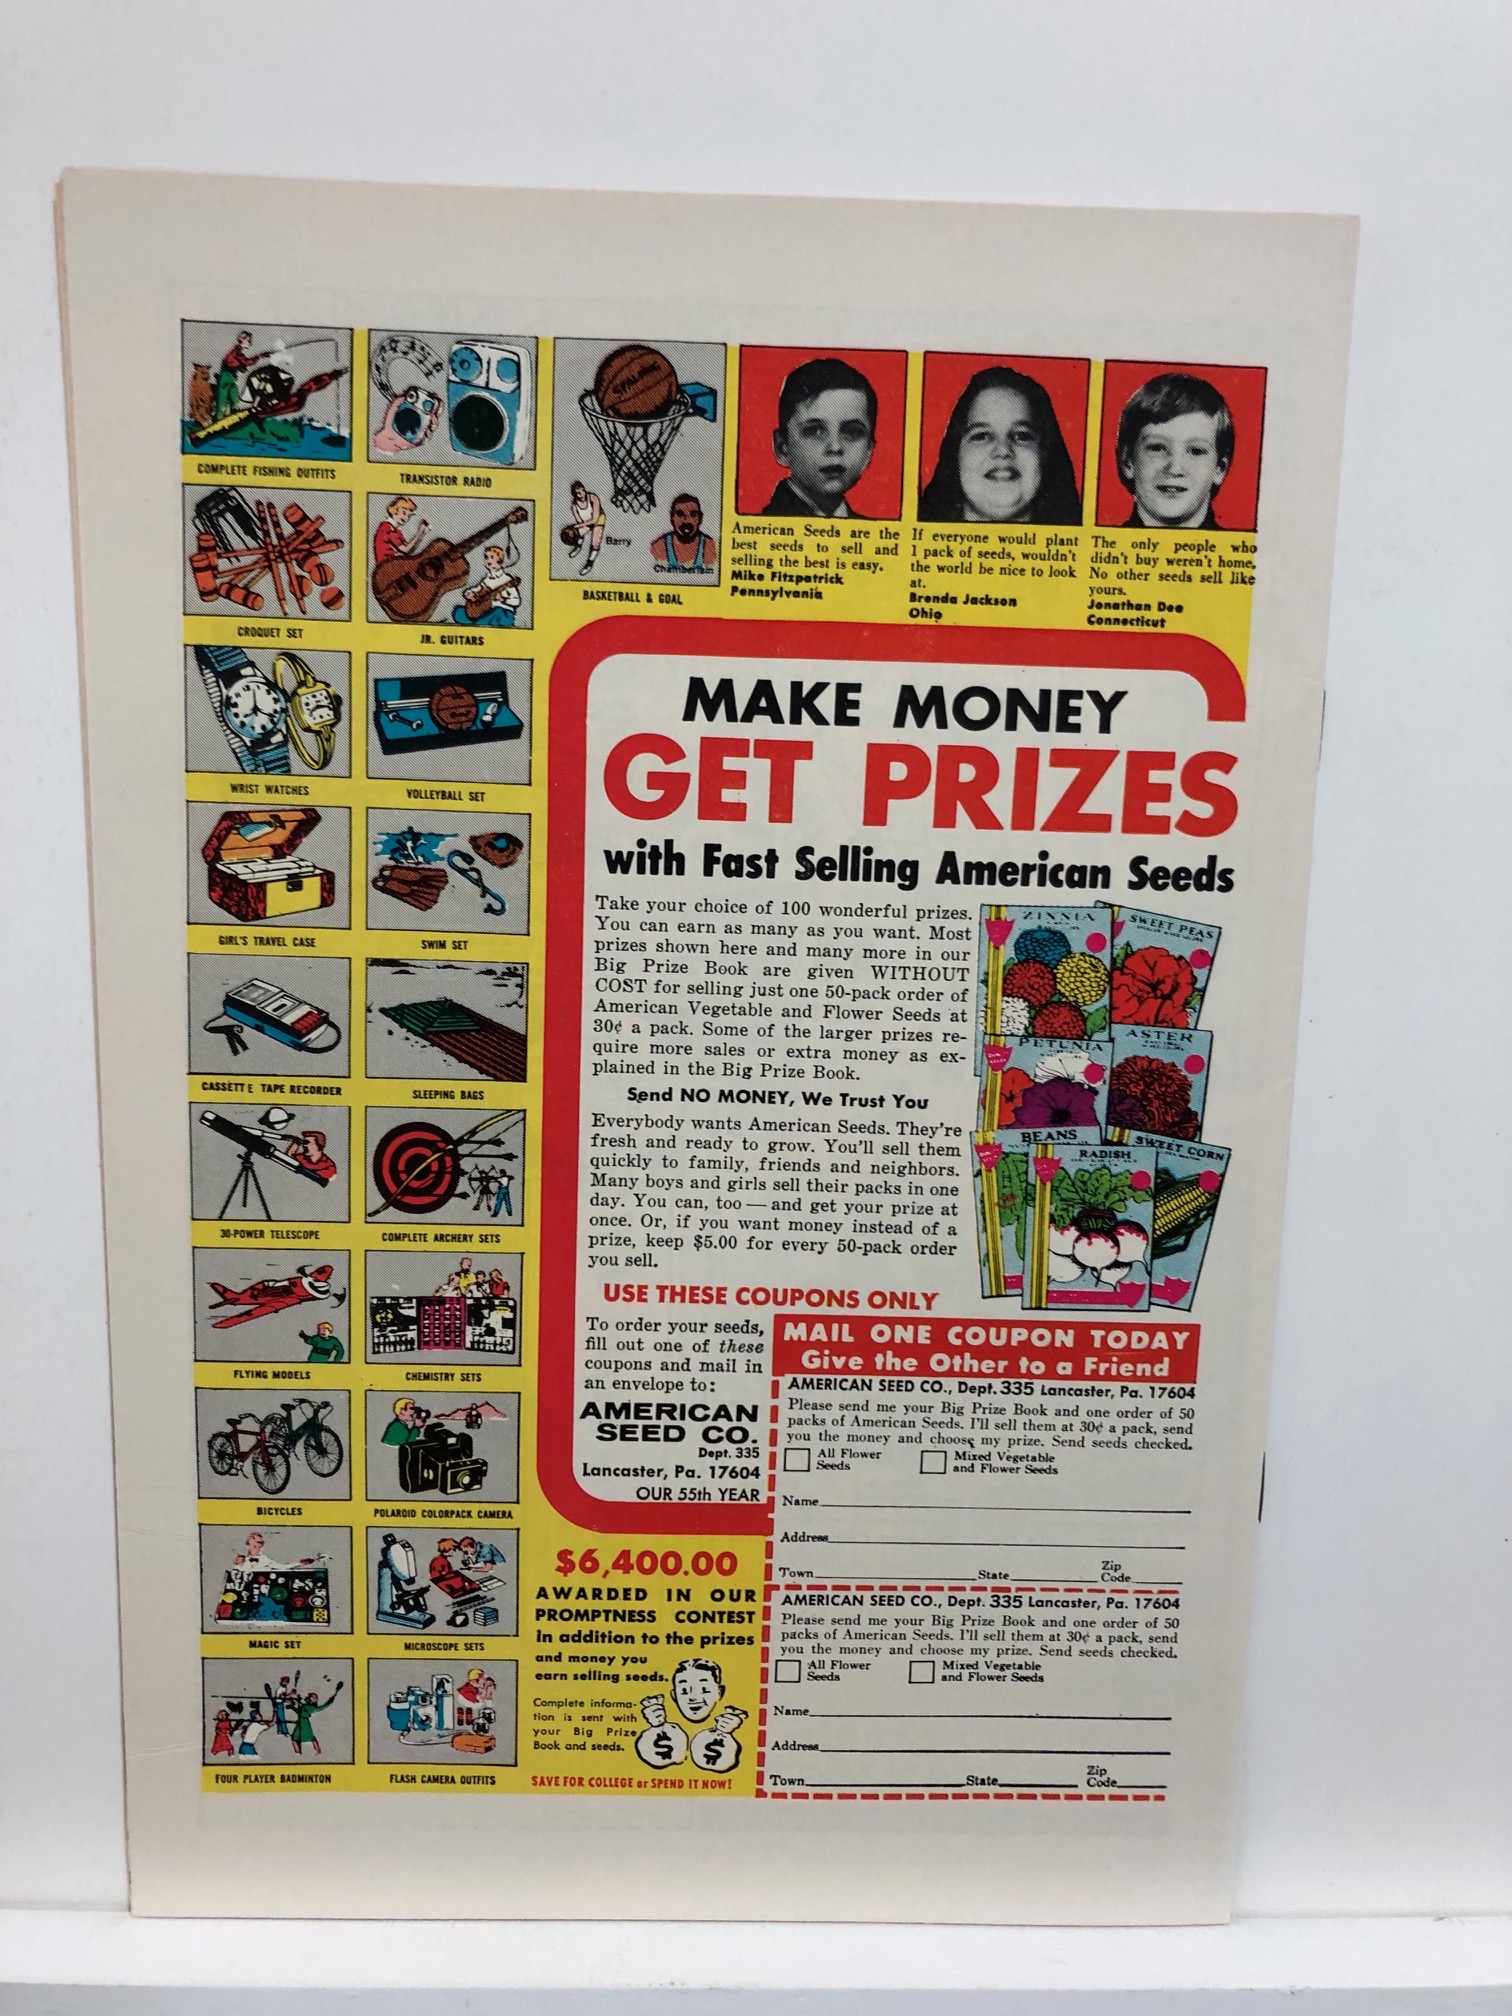 COMPLETE FISHING OUTFITS
TRANSISTOR RADIO
SPALDING
Barry
Chamberlain
BASKETBALL & GOAL
CROQUET SET
JR. GUITARS
WRIST WATCHES
VOLLEYBALL SET
GIRL'S TRAVEL CASE
SWIM SET
CASSETTE TAPE RECORDER
SLEEPING BAGS
30-POWER TELESCOPE
COMPLETE ARCHERY SETS
FLYING MODELS
CHEMISTRY SETS
BICYCLES
POLAROID COLORPACK CAMERA
MAGIC SET
MICROSCOPE SETS
FOUR PLAYER BADMINTON
FLASH CAMERA OUTFITS
American Seeds are the
best seeds to sell and
selling the best is easy.
Mike Fitzpatrick
Pennsylvania
If everyone would plant
1 pack of seeds, wouldn't
the world be nice to look
at.
Brenda Jackson
Ohio
The only people who
didn't buy weren't home.
No other seeds sell like
yours.
Jonathan Dee
Connecticut
MAKE MONEY
GET PRIZES
with Fast Selling American Seeds
Take your choice of 100 wonderful prizes.
You can earn as many as you want. Most
prizes shown here and many more in our
Big Prize Book are given WITHOUT
COST for selling just one 50-pack order of
American Vegetable and Flower Seeds at
30¢ a pack. Some of the larger prizes re-
quire more sales or extra money as ex-
plained in the Big Prize Book.
Send NO MONEY, We Trust You
Everybody wants American Seeds. They're
fresh and ready to grow. You'll sell them
quickly to family, friends and neighbors.
Many boys and girls sell their packs in one
day. You can, too — and get your prize at
once. Or, if you want money instead of a
prize, keep $5.00 for every 50-pack order
you sell.
ZINNIA
SWEET PEAS
PETUNIA
ASTER
BEANS
RADISH
SWEET CORN
USE THESE COUPONS ONLY
To order your seeds,
fill out one of these
coupons and mail in
an envelope to:
AMERICAN
SEED CO.
Dept. 335
Lancaster, Pa. 17604
OUR 55th YEAR
MAIL ONE COUPON TODAY
Give the Other to a Friend
AMERICAN SEED CO., Dept. 335 Lancaster, Pa. 17604
Please send me your Big Prize Book and one order of 50
packs of American Seeds. I'll sell them at 30¢ a pack, send
you the money and choose my prize. Send seeds checked.
All Flower
Seeds
Mixed Vegetable
and Flower Seeds
Name
Address
Town State Zip
Code
AMERICAN SEED CO., Dept. 335 Lancaster, Pa. 17604
Please send me your Big Prize Book and one order of 50
packs of American Seeds. I'll sell them at 30¢ a pack, send
you the money and choose my prize. Send seeds checked.
All Flower
Seeds
Mixed Vegetable
and Flower Seeds
Name
Address
Town State Zip
Code
$6,400.00
AWARDED IN OUR
PROMPTNESS CONTEST
in addition to the prizes
and money you
earn selling seeds.
Complete informa-
tion is sent with
your Big Prize
Book and seeds.
$ $
SAVE FOR COLLEGE or SPEND IT NOW!